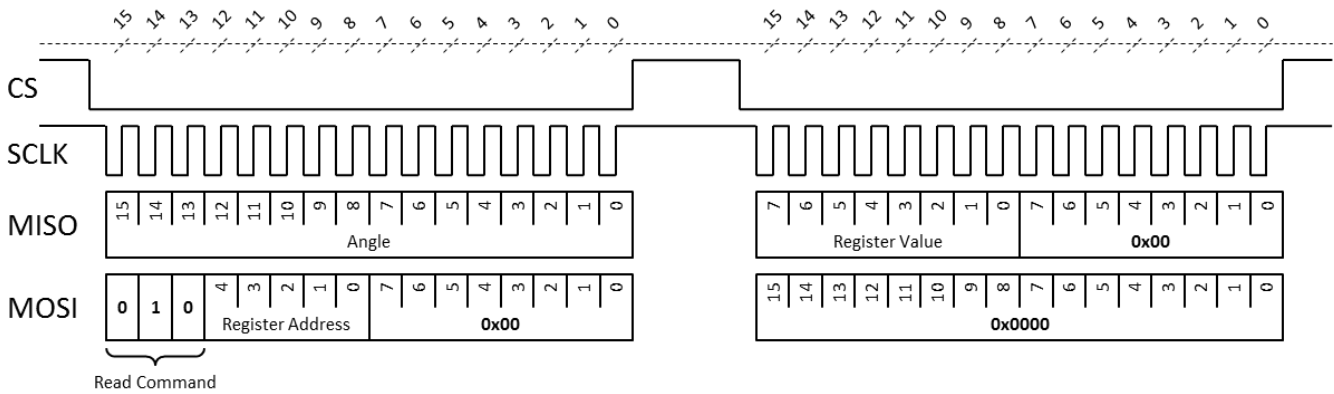 15 14 13 12 11 10 9 8 7 6 5 4 3 2 1 0 15 14 13 12 11 10 9 8 7 6 5 4 3 2 1 0
CS
SCLK
MISO 15 14 13 12 11 10 9 8 7 6 5 4 3 2 1 0 7 6 5 4 3 2 1 0 7 6 5 4 3 2 1 0
Angle Register Value 0x00
MOSI 0 1 0 4 3 2 1 0 7 6 5 4 3 2 1 0 15 14 13 12 11 10 9 8 7 6 5 4 3 2 1 0
Register Address 0x00 0x0000
Read Command